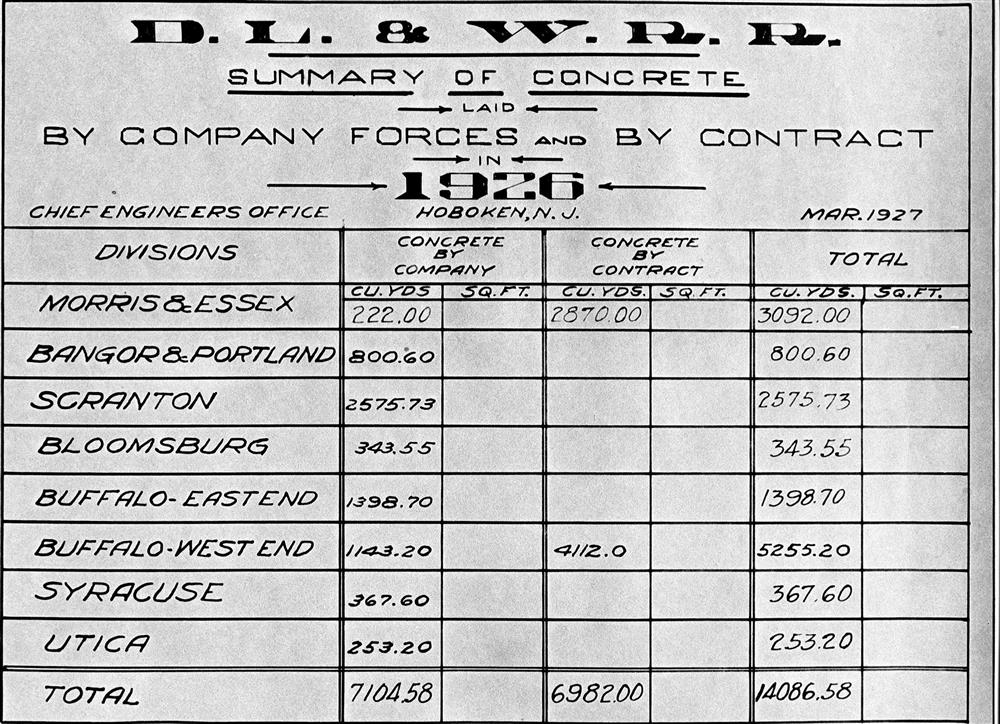 D. L. & W. R. R.
SUMMARY OF CONCRETE
LAID
BY COMPANY FORCES AND BY CONTRACT
IN
1926
CHIEF ENGINEERS OFFICE HOBOKEN, N. J. MAR. 1927
DIVISIONS CONCRETE BY COMPANY CONCRETE BY CONTRACT TOTAL
CU. YDS SQ. FT. CU. YDS. SQ. FT. CU. YDS. SQ. FT.
MORRIS & ESSEX 222.00 2870.00 3092.00
BANGOR & PORTLAND 800.60 800.60
SCRANTON 2575.73 2575.73
BLOOMSBURG 343.55 343.55
BUFFALO-EAST END 1398.70 1398.70
BUFFALO-WEST END 1143.20 4112.0 5255.20
SYRACUSE 367.60 367.60
UTICA 253.20 253.20
TOTAL 7104.58 6982.00 14086.58